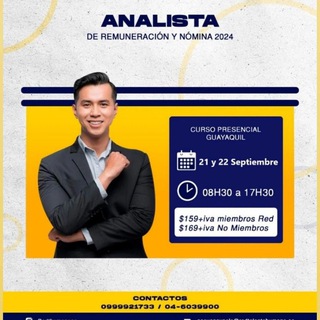 ANALISTA
DE REMUNERACIÓN Y NÓMINA 2024
CURSO PRESENCIAL
GUAYAQUIL
21 y 22 Septiembre
08H30 a 17H30
$159+iva miembros Red
$169+iva No Miembros
CONTACTOS
0999921733 / 04-6039900